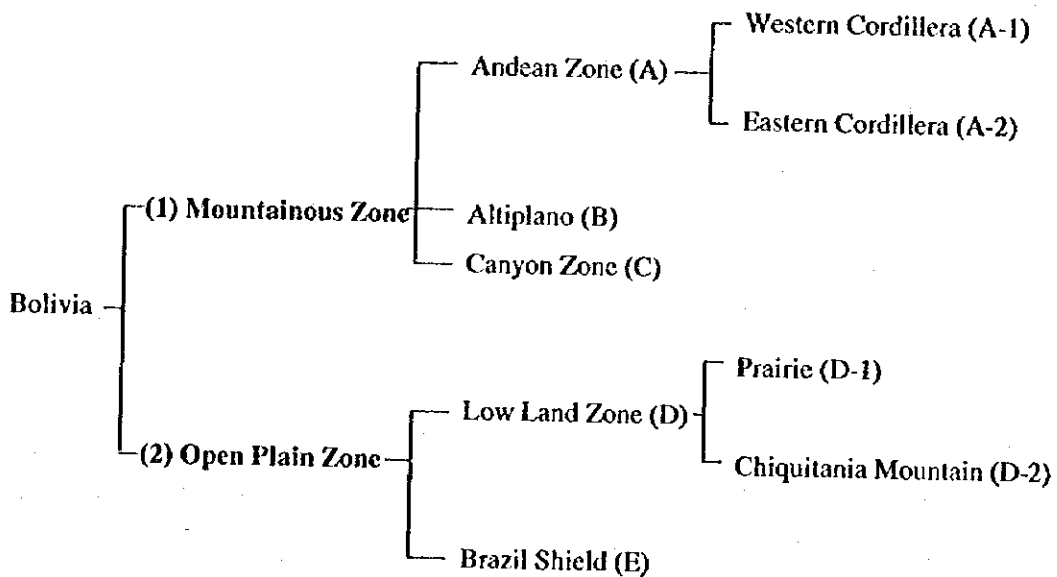 Western Cordillera (A-1)
Andean Zone (A)
Eastern Cordillera (A-2)
(1) Mountainous Zone
Altiplano (B)
Canyon Zone (C)
Bolivia
Prairie (D-1)
Low Land Zone (D)
(2) Open Plain Zone
Chiquitania Mountain (D-2)
Brazil Shield (E)